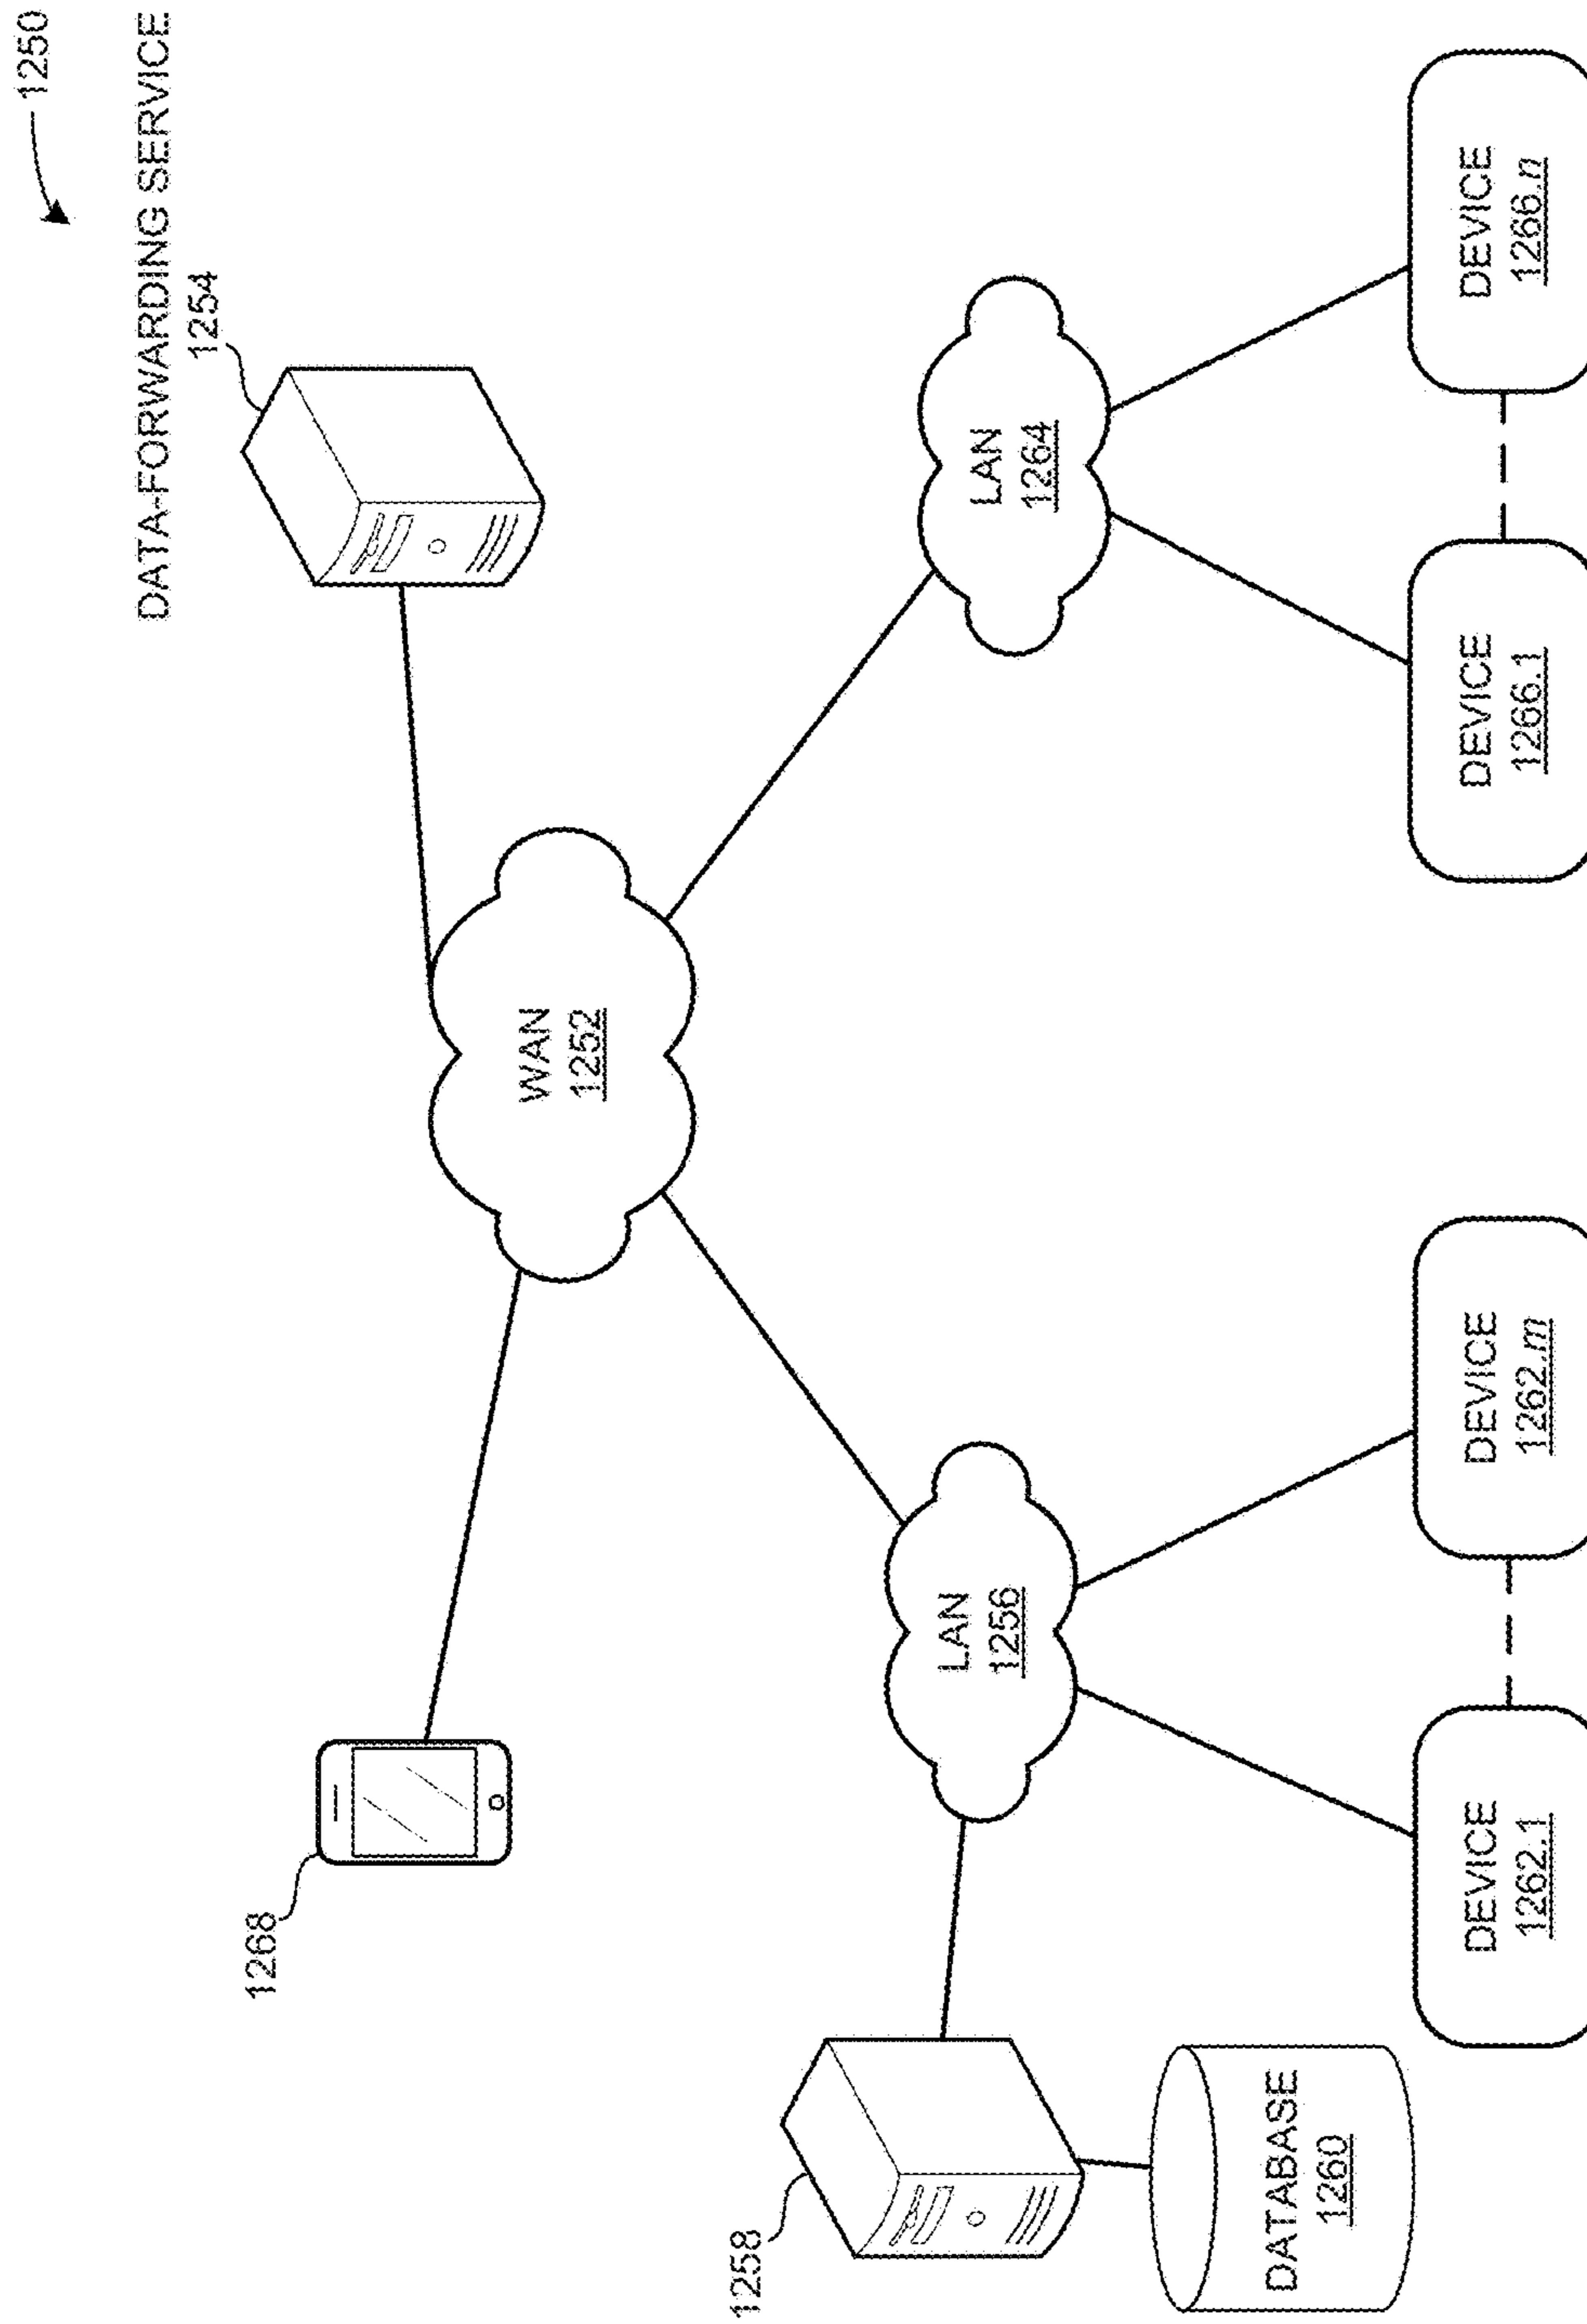 1250
DATA-FORWARDING SERVICE
1254
1268
WAN
1252
1258
LAN
1256
LAN
1264
DATABASE
1260
DEVICE
1262.1
DEVICE
1262.m
DEVICE
1266.1
DEVICE
1266.n